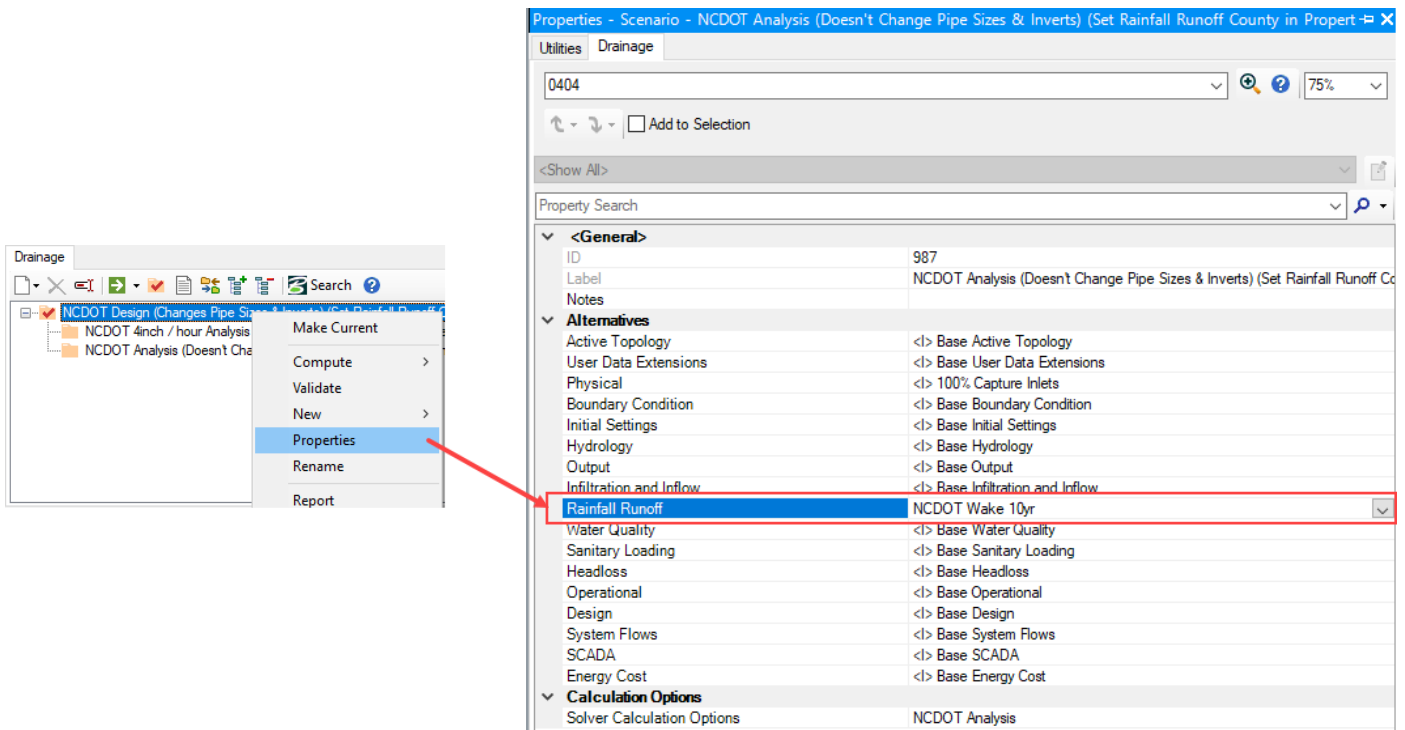 Drainage
Search
NCDOT Design (Changes Pipe Sizes & Inverts) (Set Rainfall Runoff C
NCDOT 4inch / hour Analysis
NCDOT Analysis (Doesn't Cha
Make Current
Compute
Validate
New
Properties
Rename
Report
Properties - Scenario - NCDOT Analysis (Doesn't Change Pipe Sizes & Inverts) (Set Rainfall Runoff County in Propert
Utilities Drainage
0404 75%
Add to Selection
<Show All>
Property Search
<General>
ID 987
Label NCDOT Analysis (Doesn't Change Pipe Sizes & Inverts) (Set Rainfall Runoff Co
Notes
Alternatives
Active Topology <I> Base Active Topology
User Data Extensions <I> Base User Data Extensions
Physical <I> 100% Capture Inlets
Boundary Condition <I> Base Boundary Condition
Initial Settings <I> Base Initial Settings
Hydrology <I> Base Hydrology
Output <I> Base Output
Infiltration and Inflow <I> Base Infiltration and Inflow
Rainfall Runoff NCDOT Wake 10yr
Water Quality <I> Base Water Quality
Sanitary Loading <I> Base Sanitary Loading
Headloss <I> Base Headloss
Operational <I> Base Operational
Design <I> Base Design
System Flows <I> Base System Flows
SCADA <I> Base SCADA
Energy Cost <I> Base Energy Cost
Calculation Options
Solver Calculation Options NCDOT Analysis